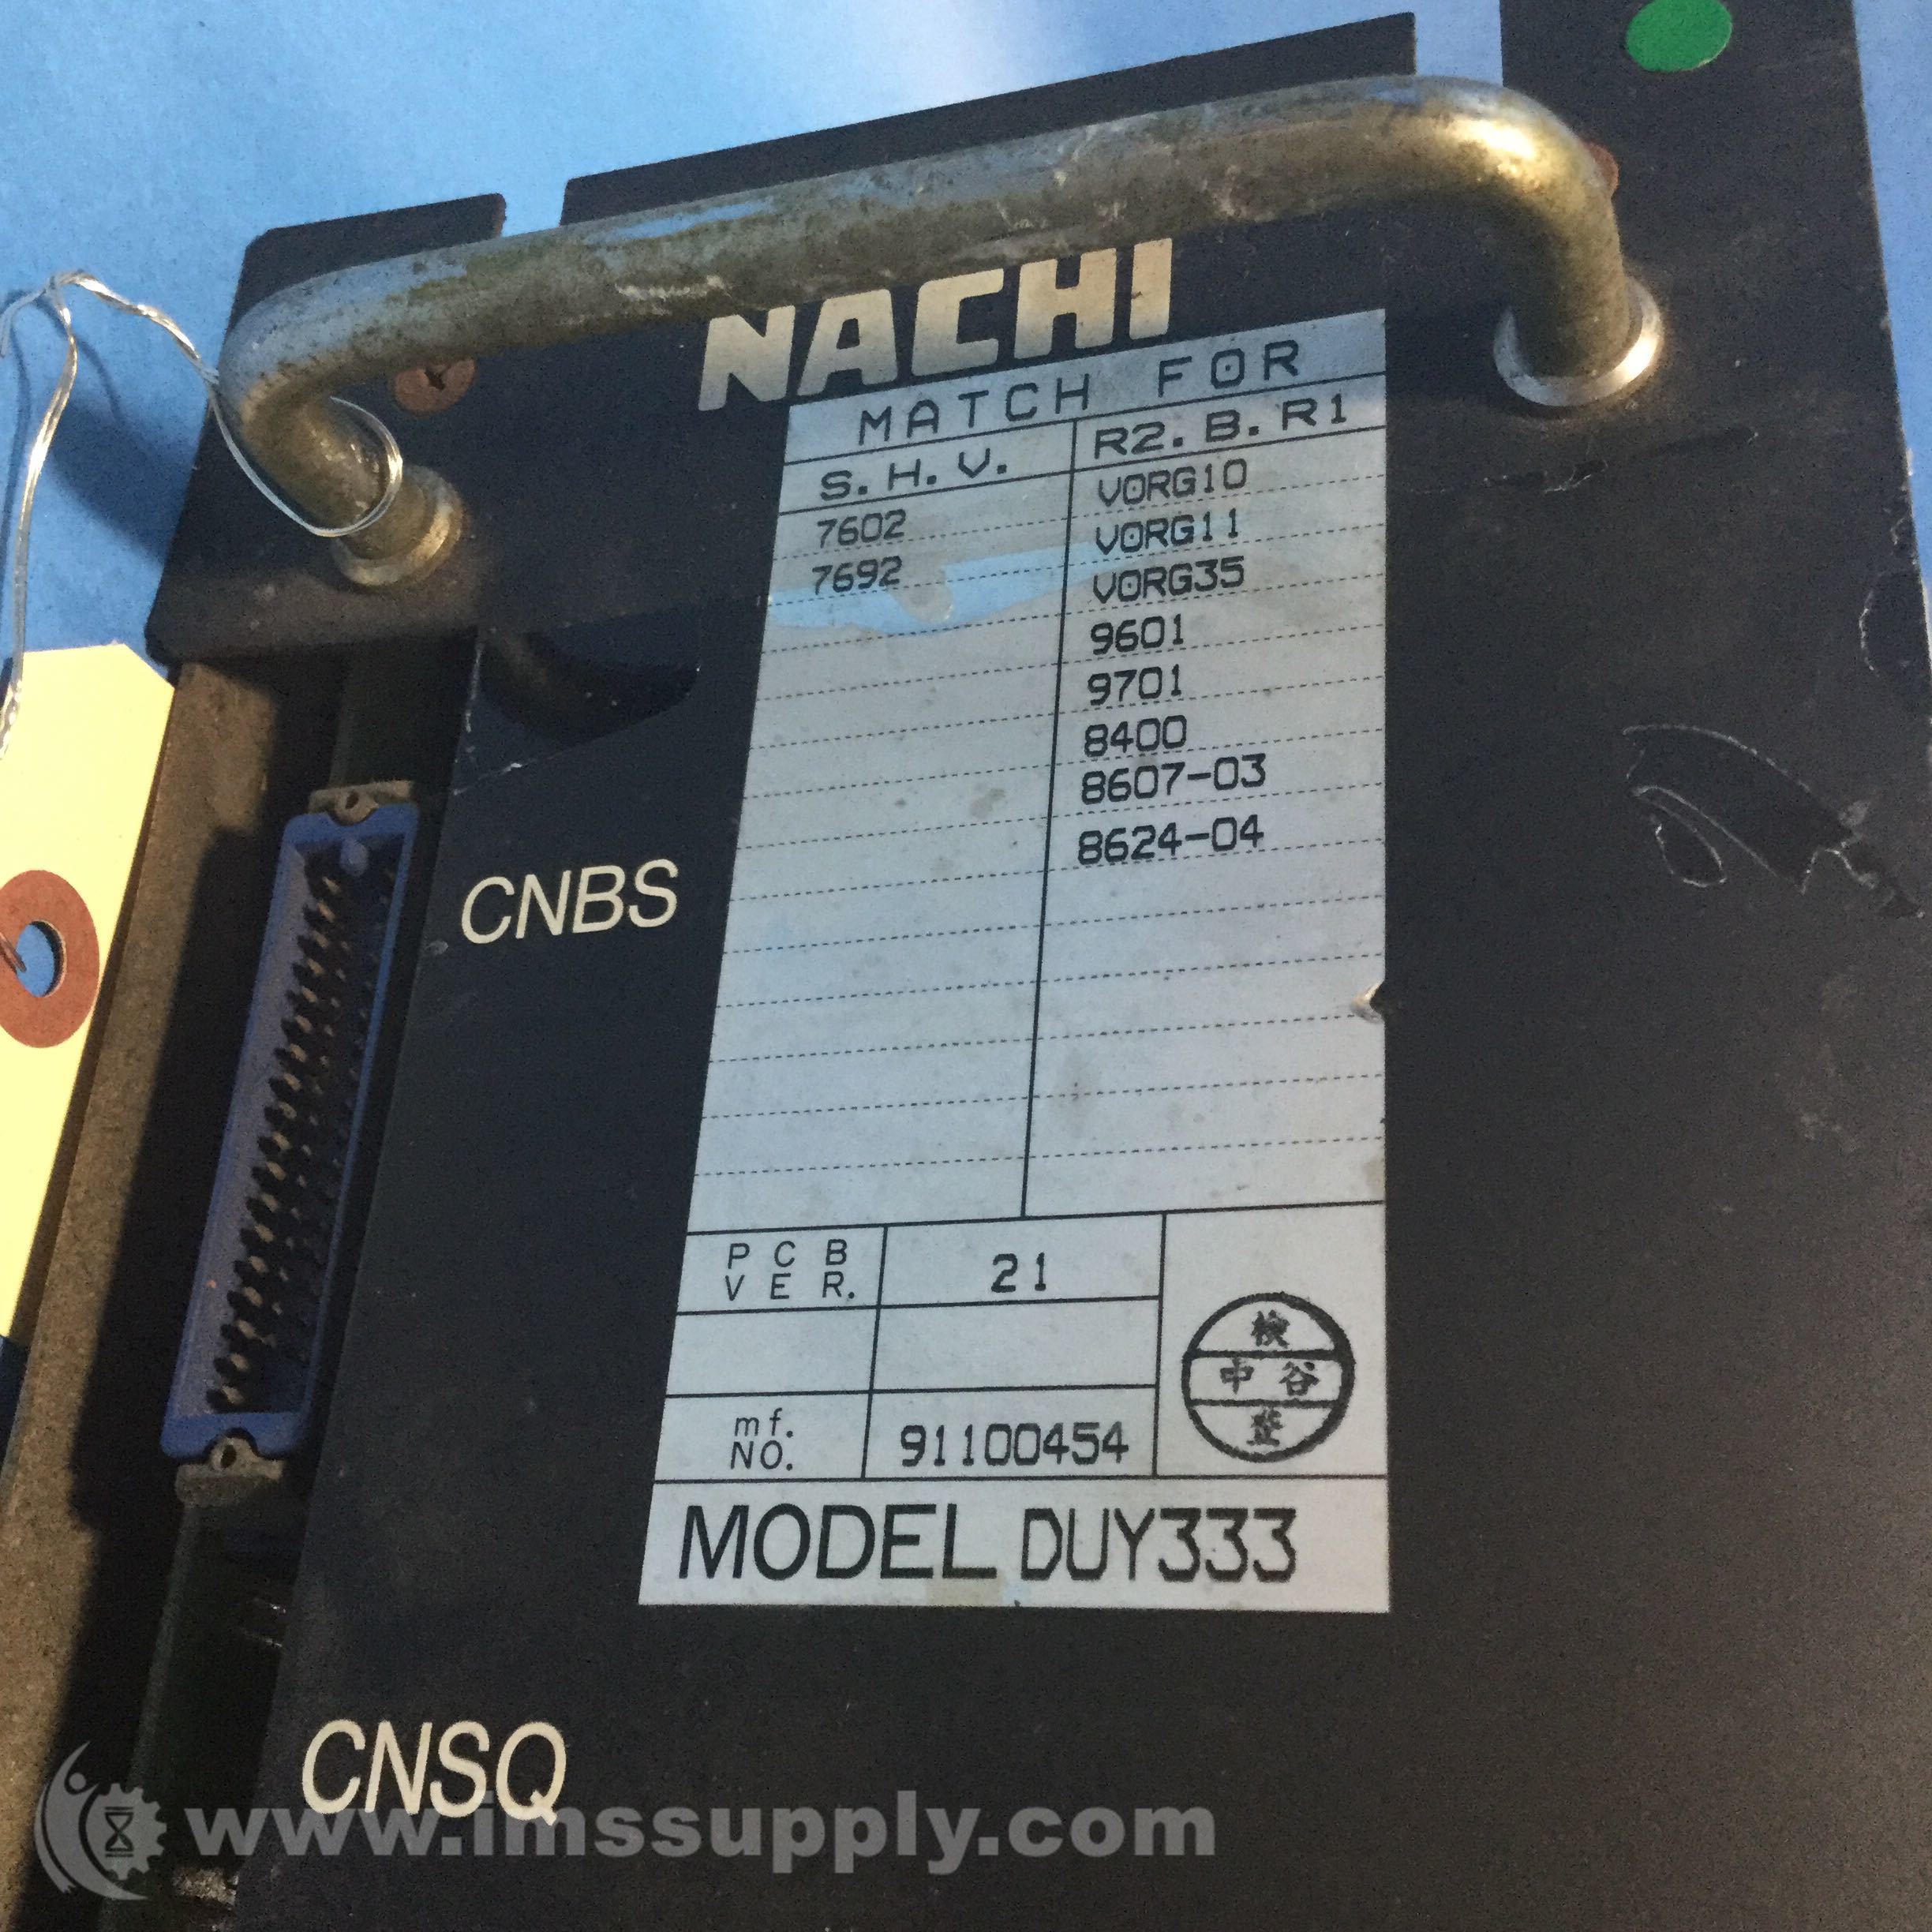 NACHI
MATCH FOR
S.H.V. R2.B.R1
7602 VORG10
7692 VORG11
VORG35
9601
9701
8400
8607-03
8624-04
CNBS
PCB VER. 21
mf. NO. 91100454
検
中谷
MODEL DUY333
CNSQ
www.imssupply.com